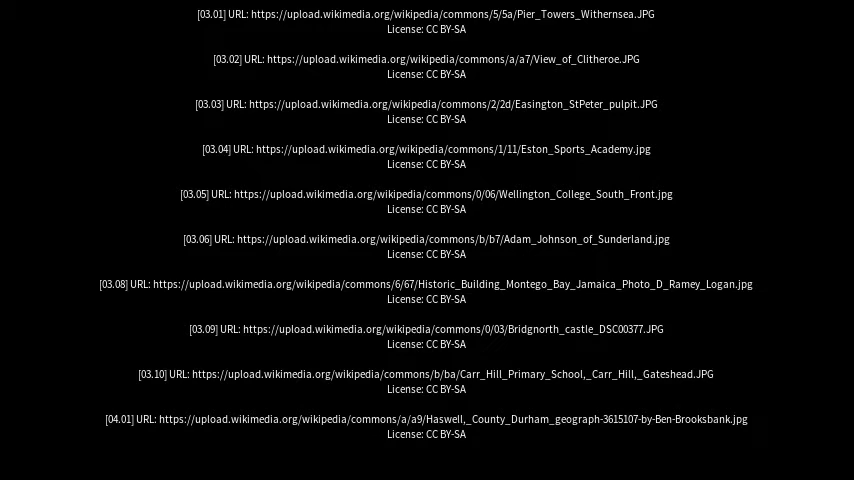 [03.01] URL: https://upload.wikimedia.org/wikipedia/commons/5/5a/Pier_Towers_Withernsea.JPG
License: CC BY-SA
[03.02] URL: https://upload.wikimedia.org/wikipedia/commons/a/a7/View_of_Clitheroe.JPG
License: CC BY-SA
[03.03] URL: https://upload.wikimedia.org/wikipedia/commons/2/2d/Easington_StPeter_pulpit.JPG
License: CC BY-SA
[03.04] URL: https://upload.wikimedia.org/wikipedia/commons/1/11/Eston_Sports_Academy.jpg
License: CC BY-SA
[03.05] URL: https://upload.wikimedia.org/wikipedia/commons/0/06/Wellington_College_South_Front.jpg
License: CC BY-SA
[03.06] URL: https://upload.wikimedia.org/wikipedia/commons/b/b7/Adam_Johnson_of_Sunderland.jpg
License: CC BY-SA
[03.08] URL: https://upload.wikimedia.org/wikipedia/commons/6/67/Historic_Building_Montego_Bay_Jamaica_Photo_D_Ramey_Logan.jpg
License: CC BY-SA
[03.09] URL: https://upload.wikimedia.org/wikipedia/commons/0/03/Bridgnorth_castle_DSC00377.JPG
License: CC BY-SA
[03.10] URL: https://upload.wikimedia.org/wikipedia/commons/b/ba/Carr_Hill_Primary_School,_Carr_Hill,_Gateshead.JPG
License: CC BY-SA
[04.01] URL: https://upload.wikimedia.org/wikipedia/commons/a/a9/Haswell,_County_Durham_geograph-3615107-by-Ben-Brooksbank.jpg
License: CC BY-SA